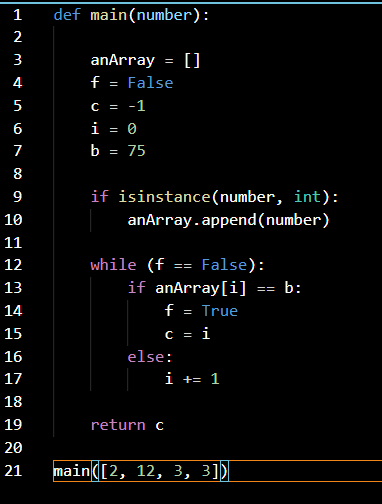 1 def main(number):
2
3     anArray = []
4     f = False
5     c = -1
6     i = 0
7     b = 75
8
9     if isinstance(number, int):
10         anArray.append(number)
11
12     while (f == False):
13         if anArray[i] == b:
14             f = True
15             c = i
16         else:
17             i += 1
18
19     return c
20
21 main([2, 12, 3, 3])